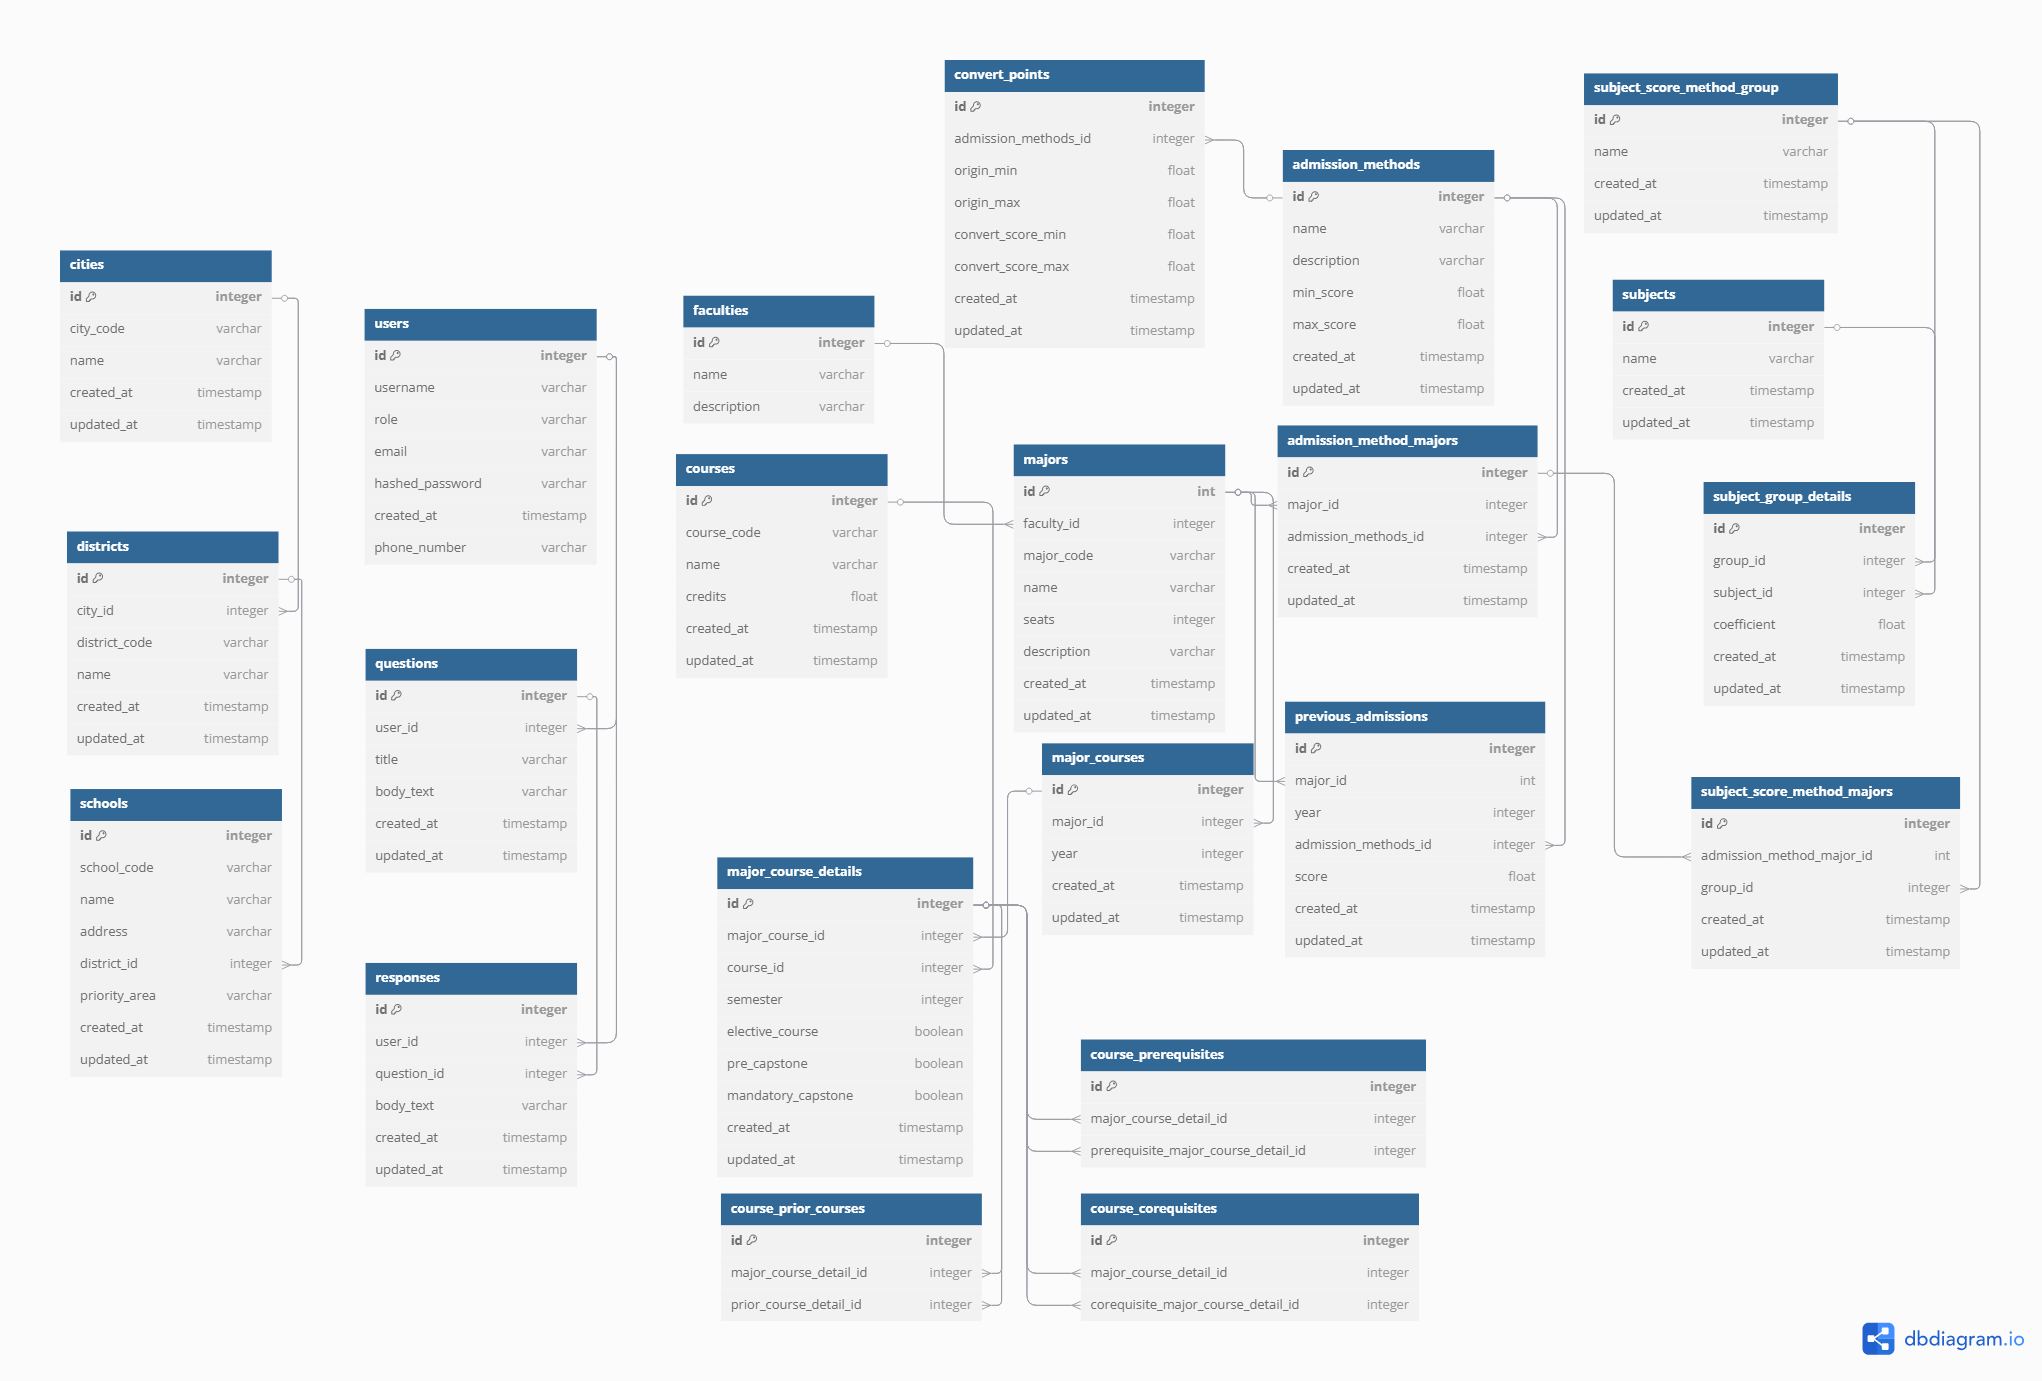 convert_points
id integer
admission_methods_id integer
origin_min float
origin_max float
convert_score_min float
convert_score_max float
created_at timestamp
updated_at timestamp
subject_score_method_group
id integer
name varchar
created_at timestamp
updated_at timestamp
admission_methods
id integer
name varchar
description varchar
min_score float
max_score float
created_at timestamp
updated_at timestamp
cities
id integer
city_code varchar
name varchar
created_at timestamp
updated_at timestamp
users
id integer
username varchar
role varchar
email varchar
hashed_password varchar
created_at timestamp
phone_number varchar
faculties
id integer
name varchar
description varchar
subjects
id integer
name varchar
created_at timestamp
updated_at timestamp
courses
id integer
course_code varchar
name varchar
credits float
created_at timestamp
updated_at timestamp
majors
id int
faculty_id integer
major_code varchar
name varchar
seats integer
description varchar
created_at timestamp
updated_at timestamp
admission_method_majors
id integer
major_id integer
admission_methods_id integer
created_at timestamp
updated_at timestamp
subject_group_details
id integer
group_id integer
subject_id integer
coefficient float
created_at timestamp
updated_at timestamp
districts
id integer
city_id integer
district_code varchar
name varchar
created_at timestamp
updated_at timestamp
questions
id integer
user_id integer
title varchar
body_text varchar
created_at timestamp
updated_at timestamp
major_courses
id integer
major_id integer
year integer
created_at timestamp
updated_at timestamp
previous_admissions
id integer
major_id int
year integer
admission_methods_id integer
score float
created_at timestamp
updated_at timestamp
subject_score_method_majors
id integer
admission_method_major_id int
group_id integer
created_at timestamp
updated_at timestamp
schools
id integer
school_code varchar
name varchar
address varchar
district_id integer
priority_area varchar
created_at timestamp
updated_at timestamp
major_course_details
id integer
major_course_id integer
course_id integer
semester integer
elective_course boolean
pre_capstone boolean
mandatory_capstone boolean
created_at timestamp
updated_at timestamp
responses
id integer
user_id integer
question_id integer
body_text varchar
created_at timestamp
updated_at timestamp
course_prerequisites
id integer
major_course_detail_id integer
prerequisite_major_course_detail_id integer
course_prior_courses
id integer
major_course_detail_id integer
prior_course_detail_id integer
course_corequisites
id integer
major_course_detail_id integer
corequisite_major_course_detail_id integer
dbdiagram.io